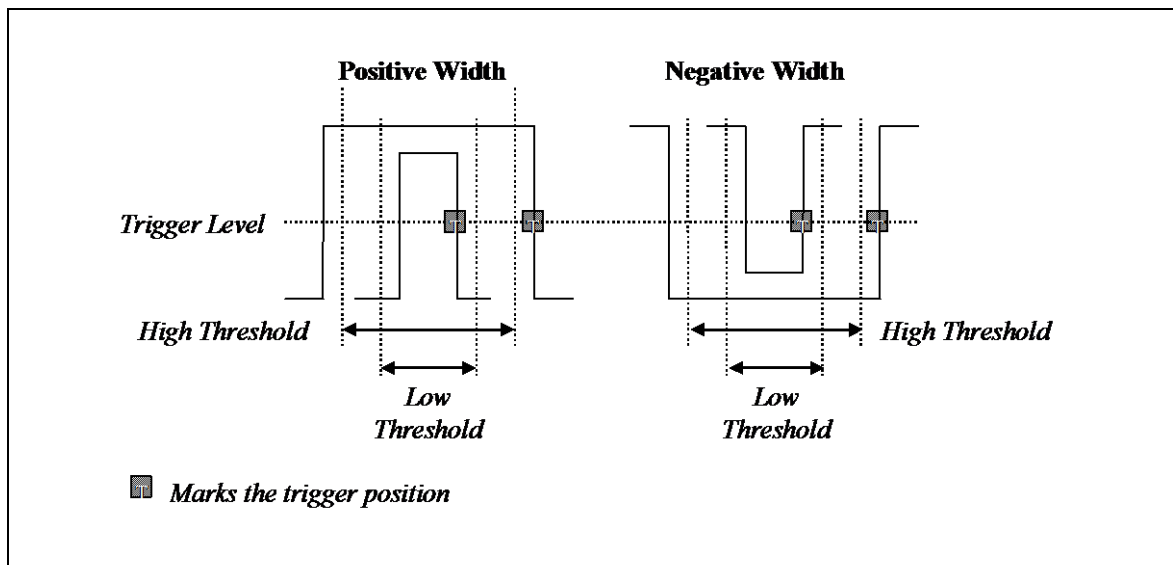 Positive Width
Negative Width
Trigger Level
T
T
T
T
High Threshold
High Threshold
Low
Threshold
Low
Threshold
T
Marks the trigger position